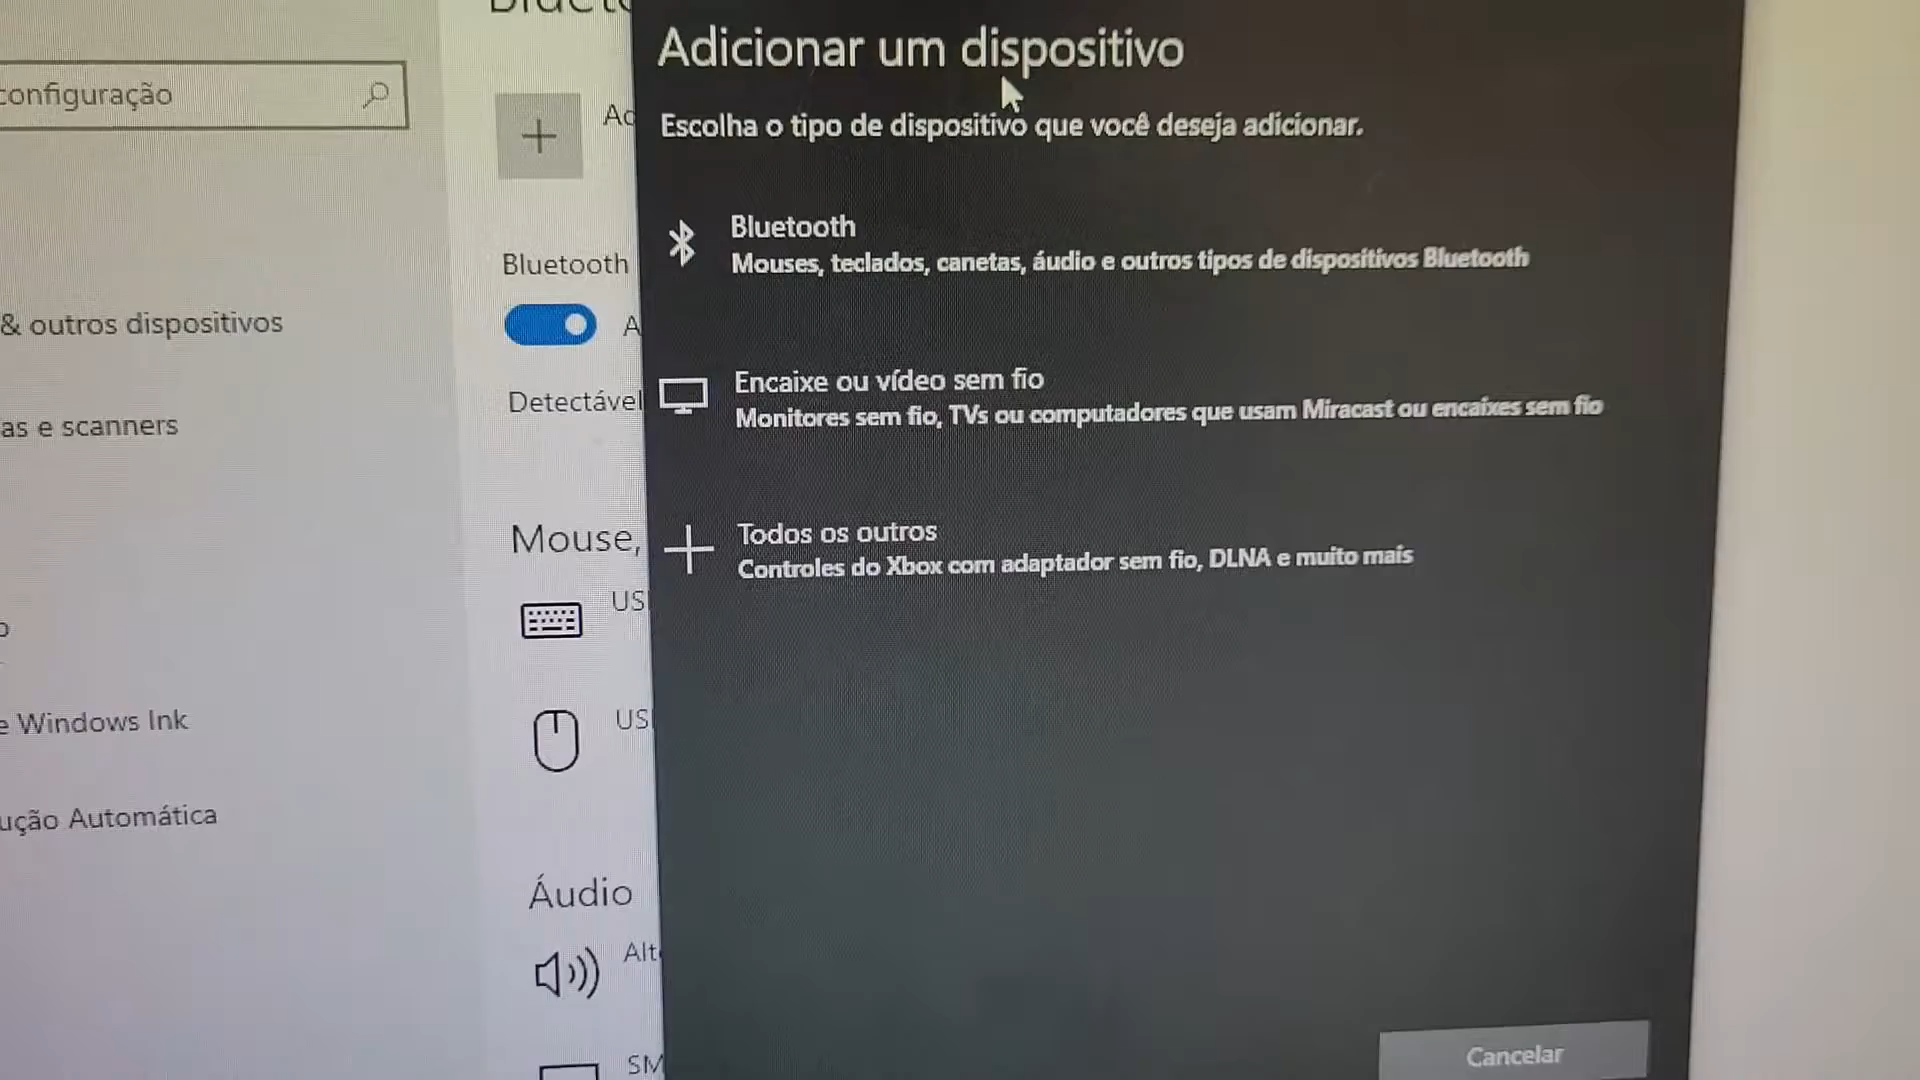 configuração
& outros dispositivos
as e scanners
e Windows Ink
ução Automática
Bluetooth
Detectável
Mouse,
US
US
Áudio
Alt
SM
Adicionar um dispositivo
Escolha o tipo de dispositivo que você deseja adicionar.
Bluetooth
Mouses, teclados, canetas, áudio e outros tipos de dispositivos Bluetooth
Encaixe ou vídeo sem fio
Monitores sem fio, TVs ou computadores que usam Miracast ou encaixes sem fio
Todos os outros
Controles do Xbox com adaptador sem fio, DLNA e muito mais
Cancelar